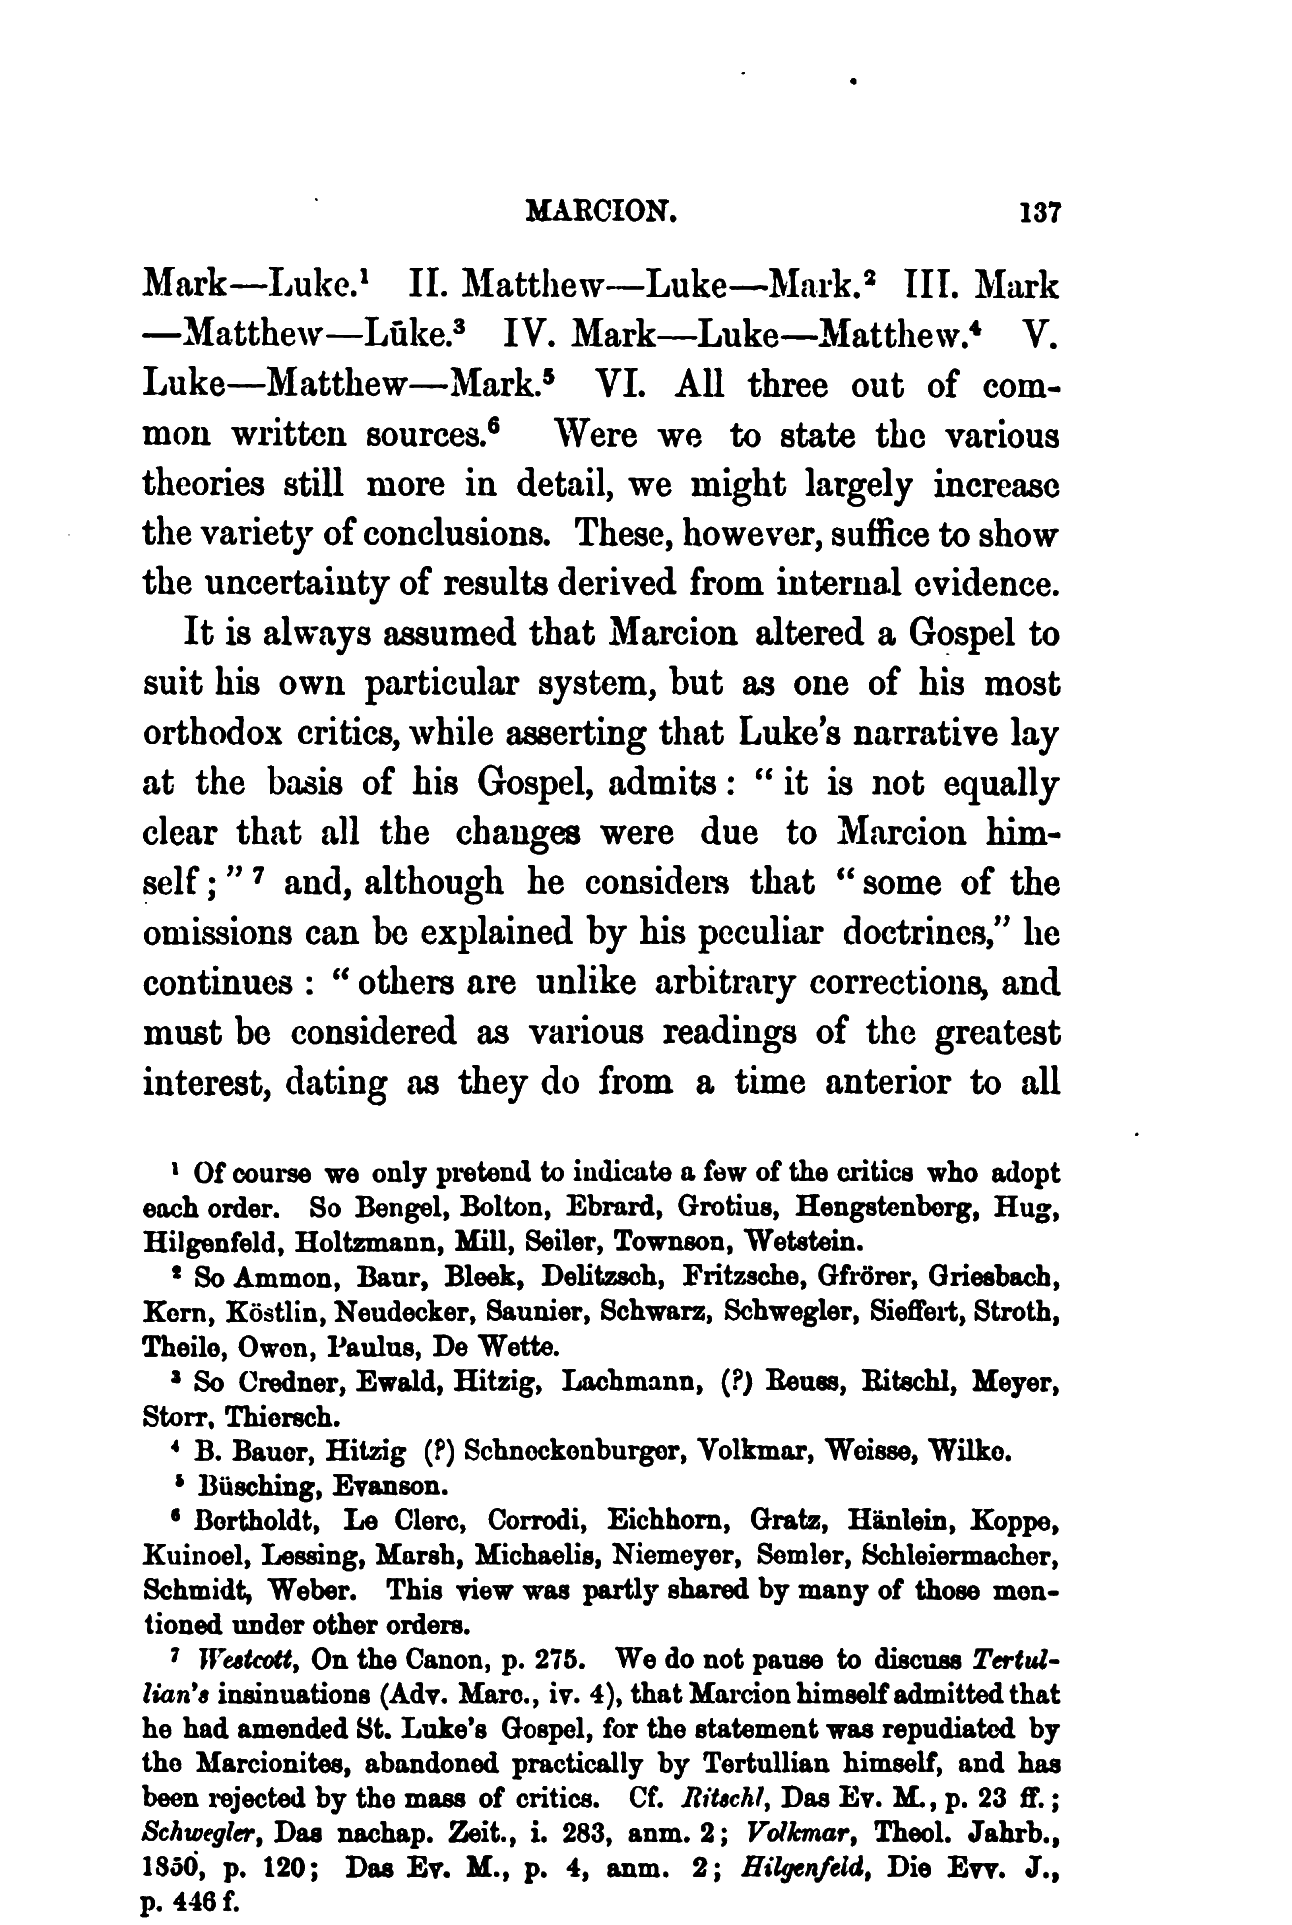 MARCION. 137
Mark—Luke.¹ II. Matthew—Luke—Mark.² III. Mark
—Matthew—Lūke.³ IV. Mark—Luke—Matthew.⁴ V.
Luke—Matthew—Mark.⁵ VI. All three out of com-
mon written sources.⁶ Were we to state the various
theories still more in detail, we might largely increase
the variety of conclusions. These, however, suffice to show
the uncertainty of results derived from internal evidence.
It is always assumed that Marcion altered a Gospel to
suit his own particular system, but as one of his most
orthodox critics, while asserting that Luke's narrative lay
at the basis of his Gospel, admits : “ it is not equally
clear that all the changes were due to Marcion him-
self ; ” ⁷ and, although he considers that “ some of the
omissions can be explained by his peculiar doctrines,” he
continues : “ others are unlike arbitrary corrections, and
must be considered as various readings of the greatest
interest, dating as they do from a time anterior to all
¹ Of course we only pretend to indicate a few of the critics who adopt
each order. So Bengel, Bolton, Ebrard, Grotius, Hengstenberg, Hug,
Hilgenfeld, Holtzmann, Mill, Seiler, Townson, Wetstein.
² So Ammon, Baur, Bleek, Delitzsch, Fritzsche, Gfrörer, Griesbach,
Kern, Köstlin, Neudecker, Saunier, Schwarz, Schwegler, Sieffert, Stroth,
Theile, Owen, Paulus, De Wette.
³ So Credner, Ewald, Hitzig, Lachmann, (?) Reuss, Ritschl, Meyer,
Storr, Thiersch.
⁴ B. Bauer, Hitzig (?) Schneckenburger, Volkmar, Weisse, Wilke.
⁵ Büsching, Evanson.
⁶ Bertholdt, Le Clerc, Corrodi, Eichhorn, Gratz, Hänlein, Koppe,
Kuinoel, Lessing, Marsh, Michaelis, Niemeyer, Semler, Schleiermacher,
Schmidt, Weber. This view was partly shared by many of those men-
tioned under other orders.
⁷ Westcott, On the Canon, p. 275. We do not pause to discuss Tertul-
lian's insinuations (Adv. Marc., iv. 4), that Marcion himself admitted that
he had amended St. Luke's Gospel, for the statement was repudiated by
the Marcionites, abandoned practically by Tertullian himself, and has
been rejected by the mass of critics. Cf. Ritschl, Das Ev. M., p. 23 ff. ;
Schwegler, Das nachap. Zeit., i. 283, anm. 2 ; Volkmar, Theol. Jahrb.,
1850, p. 120 ; Das Ev. M., p. 4, anm. 2 ; Hilgenfeld, Die Evv. J.,
p. 446 f.